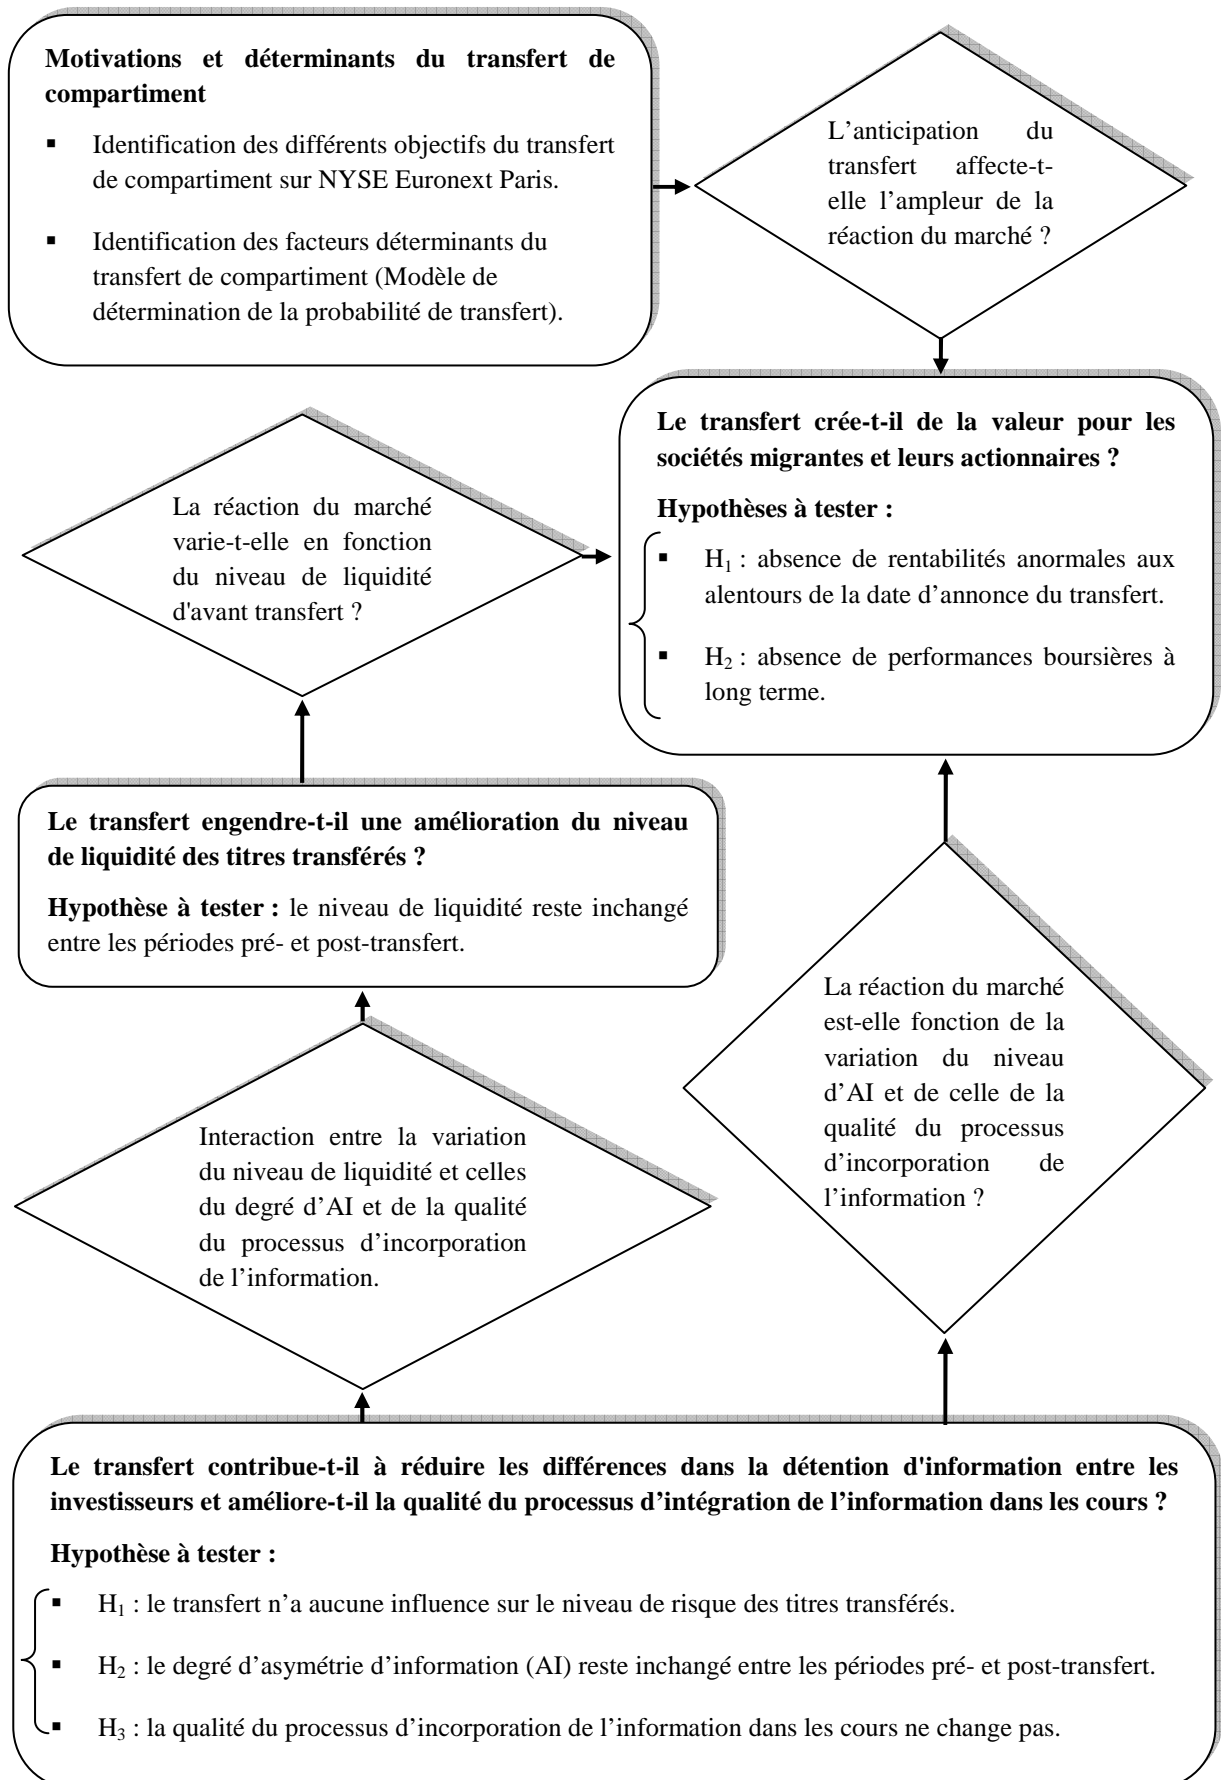 Motivations et déterminants du transfert de
compartiment
▪ Identification des différents objectifs du transfert
de compartiment sur NYSE Euronext Paris.
▪ Identification des facteurs déterminants du
transfert de compartiment (Modèle de
détermination de la probabilité de transfert).
L’anticipation du
transfert affecte-t-
elle l’ampleur de la
réaction du marché ?
Le transfert crée-t-il de la valeur pour les
sociétés migrantes et leurs actionnaires ?
Hypothèses à tester :
▪ H1 : absence de rentabilités anormales aux
alentours de la date d’annonce du transfert.
▪ H2 : absence de performances boursières à
long terme.
La réaction du marché
varie-t-elle en fonction
du niveau de liquidité
d'avant transfert ?
Le transfert engendre-t-il une amélioration du niveau
de liquidité des titres transférés ?
Hypothèse à tester : le niveau de liquidité reste inchangé
entre les périodes pré- et post-transfert.
La réaction du marché
est-elle fonction de la
variation du niveau
d’AI et de celle de la
qualité du processus
d’incorporation de
l’information ?
Interaction entre la variation
du niveau de liquidité et celles
du degré d’AI et de la qualité
du processus d’incorporation
de l’information.
Le transfert contribue-t-il à réduire les différences dans la détention d'information entre les
investisseurs et améliore-t-il la qualité du processus d’intégration de l’information dans les cours ?
Hypothèse à tester :
▪ H1 : le transfert n’a aucune influence sur le niveau de risque des titres transférés.
▪ H2 : le degré d’asymétrie d’information (AI) reste inchangé entre les périodes pré- et post-transfert.
▪ H3 : la qualité du processus d’incorporation de l’information dans les cours ne change pas.